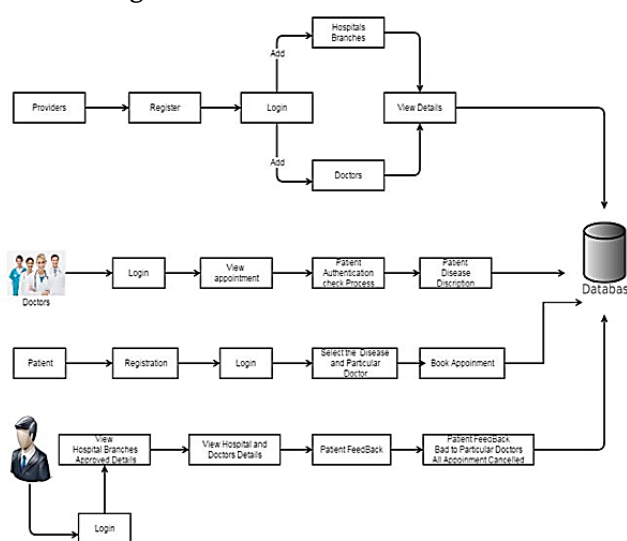 Hospitals
Branches
Add
Providers
Register
Login
View Details
Add
Doctors
Doctors
Login
View
appointment
Patient
Authentication
check Process
Patient
Disease
Discription
Databas
Patient
Registration
Login
Select the Disease
and Particular
Doctor
Book Appoinment
View
Hospital Branches
Approved Details
View Hospital and
Doctors Details
Patient FeedBack
Patient FeedBack
Bad to Particular Doctors
All Appoinment Cancelled
Login